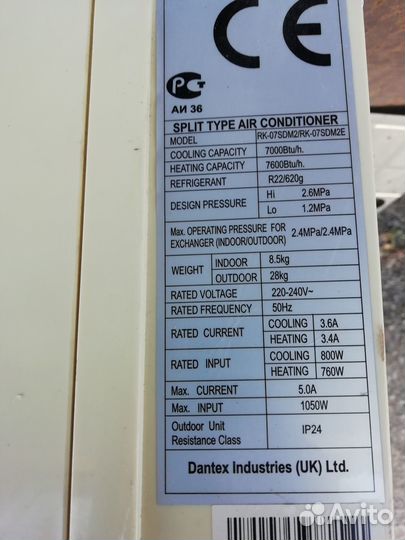 CE
PCT
АИ 36
SPLIT TYPE AIR CONDITIONER
MODEL RK-07SDM2/RK-07SDM2E
COOLING CAPACITY 7000Btu/h.
HEATING CAPACITY 7600Btu/h.
REFRIGERANT R22/620g
DESIGN PRESSURE Hi 2.6MPa
Lo 1.2MPa
Max. OPERATING PRESSURE FOR
EXCHANGER (INDOOR/OUTDOOR) 2.4MPa/2.4MPa
WEIGHT INDOOR 8.5kg
OUTDOOR 28kg
RATED VOLTAGE 220-240V~
RATED FREQUENCY 50Hz
RATED CURRENT COOLING 3.6A
HEATING 3.4A
RATED INPUT COOLING 800W
HEATING 760W
Max. CURRENT 5.0A
Max. INPUT 1050W
Outdoor Unit
Resistance Class IP24
Dantex Industries (UK) Ltd.
Avito